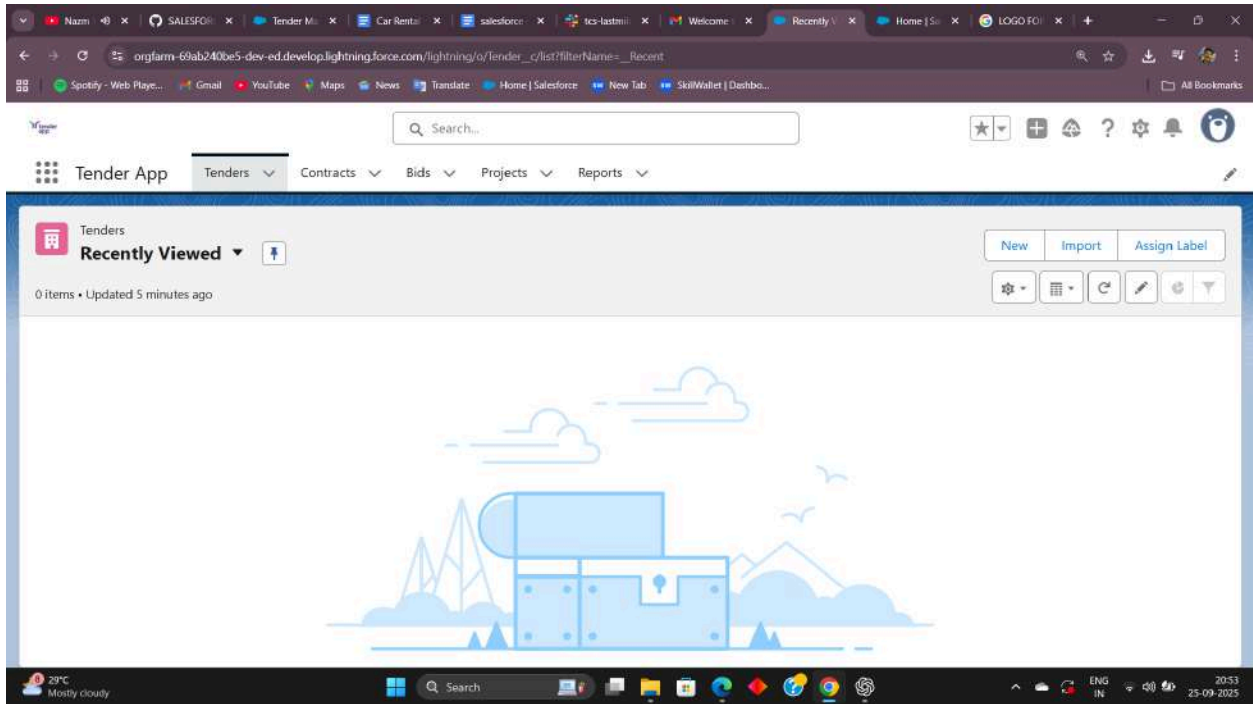 Nazm
SALESFOR
Tender Ma
Car Rental
salesforce
tcs-lastmil
Welcome
Recently V
Home | Sa
LOGO FO
orgfarm-69ab240be5-dev-ed.develop.lightning.force.com/lightning/o/Tender__c/list?filterName=__Recent
Spotify - Web Playe...
Gmail
YouTube
Maps
News
Translate
Home | Salesforce
New Tab
SkillWallet | Dashbo...
All Bookmarks
Search...
Tender App
Tenders
Contracts
Bids
Projects
Reports
Tenders
Recently Viewed
New
Import
Assign Label
0 items • Updated 5 minutes ago
29°C
Mostly cloudy
Search
ENG
IN
20:53
25-09-2025